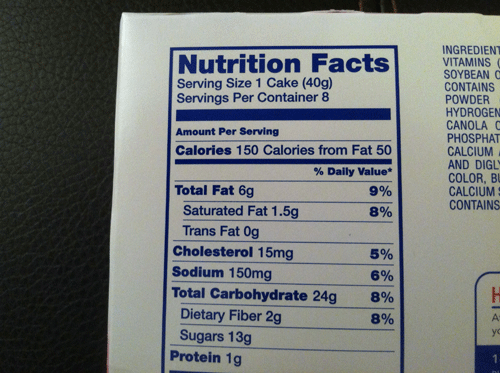 Nutrition Facts
Serving Size 1 Cake (40g)
Servings Per Container 8
Amount Per Serving
Calories 150 Calories from Fat 50
% Daily Value*
Total Fat 6g 9%
Saturated Fat 1.5g 8%
Trans Fat 0g
Cholesterol 15mg 5%
Sodium 150mg 6%
Total Carbohydrate 24g 8%
Dietary Fiber 2g 8%
Sugars 13g
Protein 1g
INGREDIENT
VITAMINS (
SOYBEAN O
CONTAINS
POWDER
HYDROGEN
CANOLA O
PHOSPHAT
CALCIUM
AND DIGLY
COLOR, BU
CALCIUM S
CONTAINS
H
A
yo
1